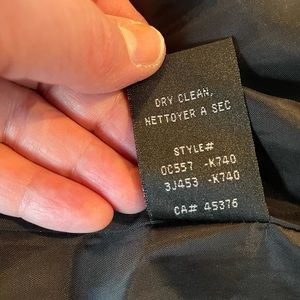 DRY CLEAN,
NETTOYER A SEC
STYLE#
0C557 -K740
3J453 -K740
CA# 45376